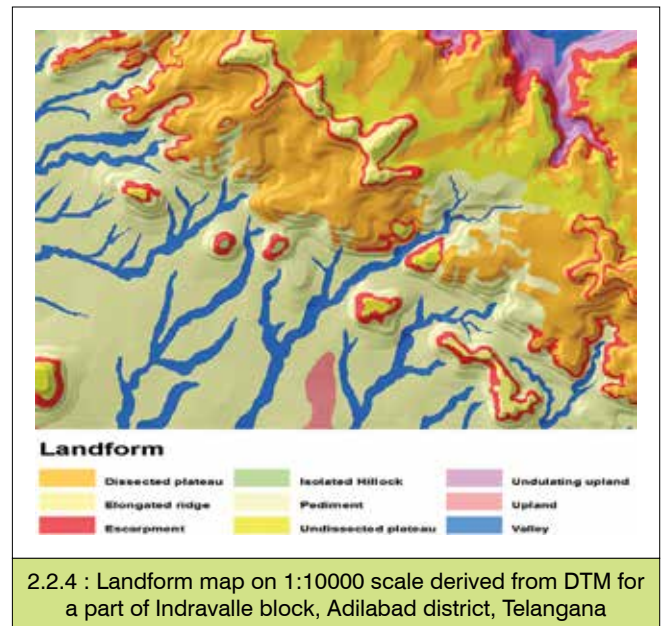 Landform
Dissected plateau Isolated Hillock Undulating upland
Elongated ridge Pediment Upland
Escarpment Undissected plateau Valley
2.2.4 : Landform map on 1:10000 scale derived from DTM for
a part of Indravalle block, Adilabad district, Telangana